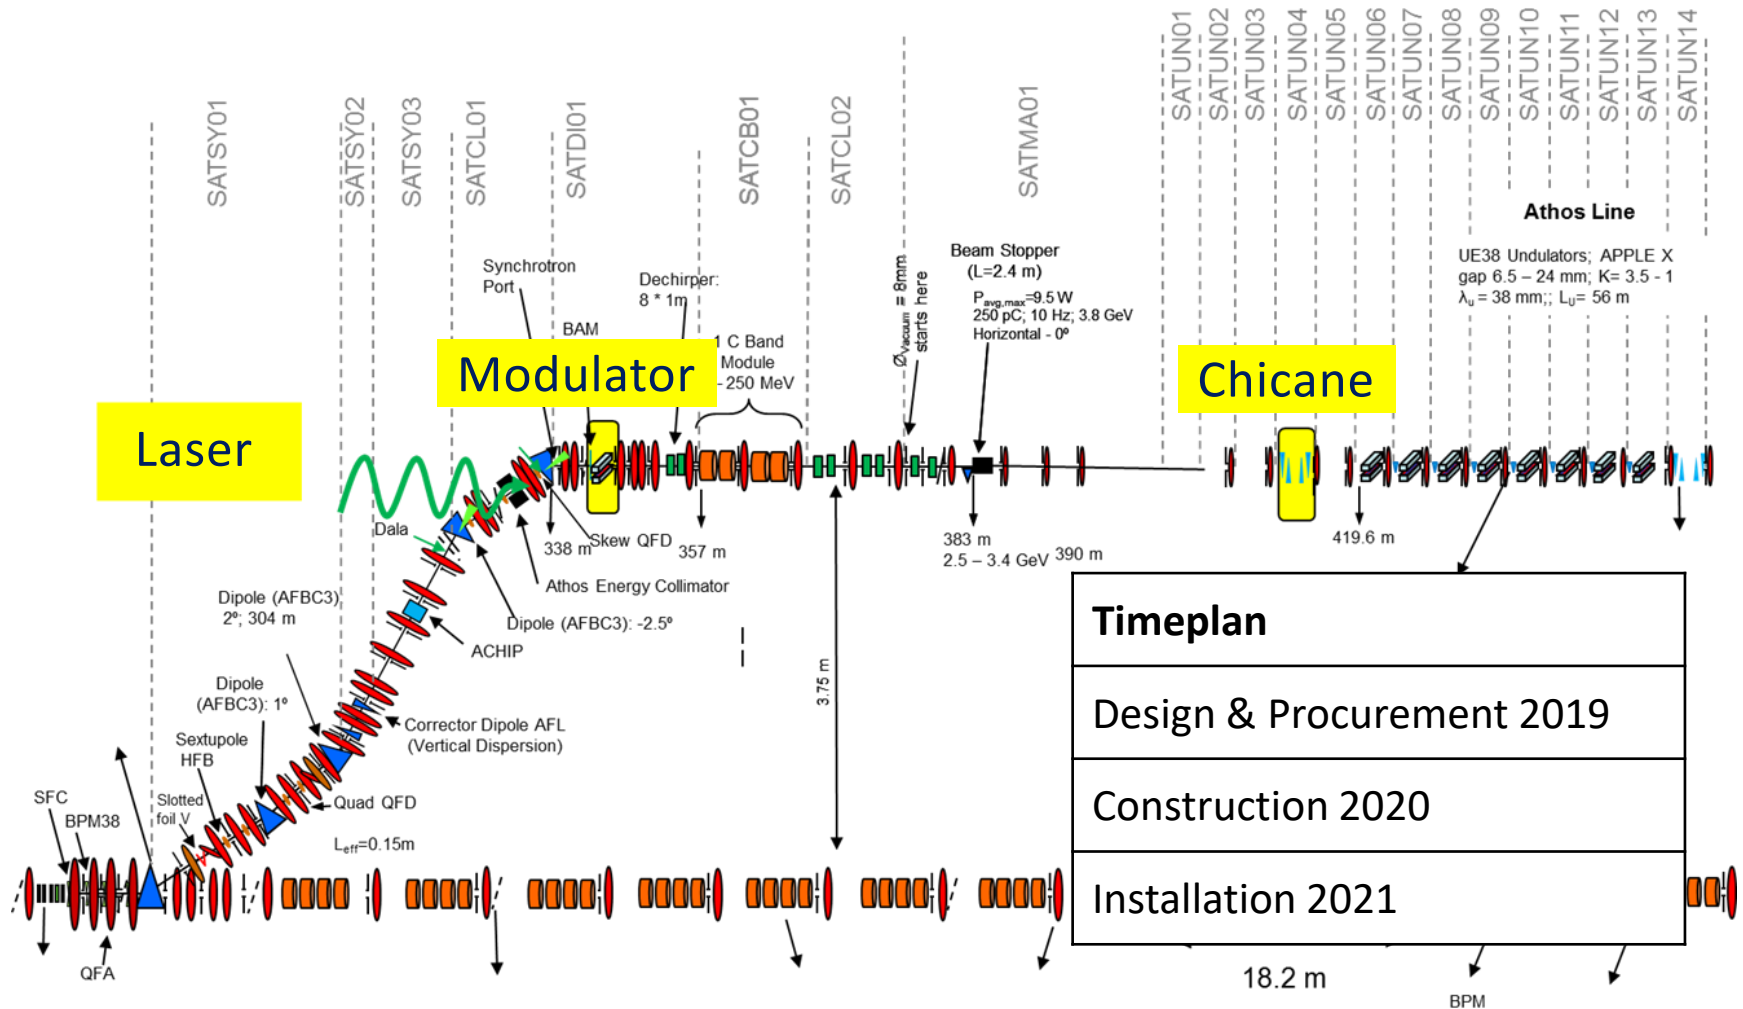 SATSY01
SATSY02
SATSY03
SATCL01
SATDI01
SATCB01
SATCL02
SATMA01
SATUN01
SATUN02
SATUN03
SATUN04
SATUN05
SATUN06
SATUN07
SATUN08
SATUN09
SATUN10
SATUN11
SATUN12
SATUN13
SATUN14
Athos Line
UE38 Undulators; APPLE X
gap 6.5 – 24 mm; K= 3.5 - 1
λu = 38 mm;; LU= 56 m
Synchrotron
Port
BAM
Dechirper:
8 * 1m
1 C Band
Module
- 250 MeV
ØVacuum = 8mm
starts here
Beam Stopper
(L=2.4 m)
Pavg,max=9.5 W
250 pC; 10 Hz; 3.8 GeV
Horizontal - 0º
Laser
Modulator
Chicane
Dala
338 m
Skew QFD
357 m
383 m
2.5 – 3.4 GeV
390 m
419.6 m
Athos Energy Collimator
Dipole (AFBC3): -2.5º
ACHIP
Dipole (AFBC3)
2º; 304 m
Dipole
(AFBC3): 1º
Corrector Dipole AFL
(Vertical Dispersion)
Sextupole
HFB
Slotted
foil V
Quad QFD
Leff=0.15m
SFC
BPM38
QFA
3.75 m
Timeplan
Design & Procurement 2019
Construction 2020
Installation 2021
18.2 m
BPM